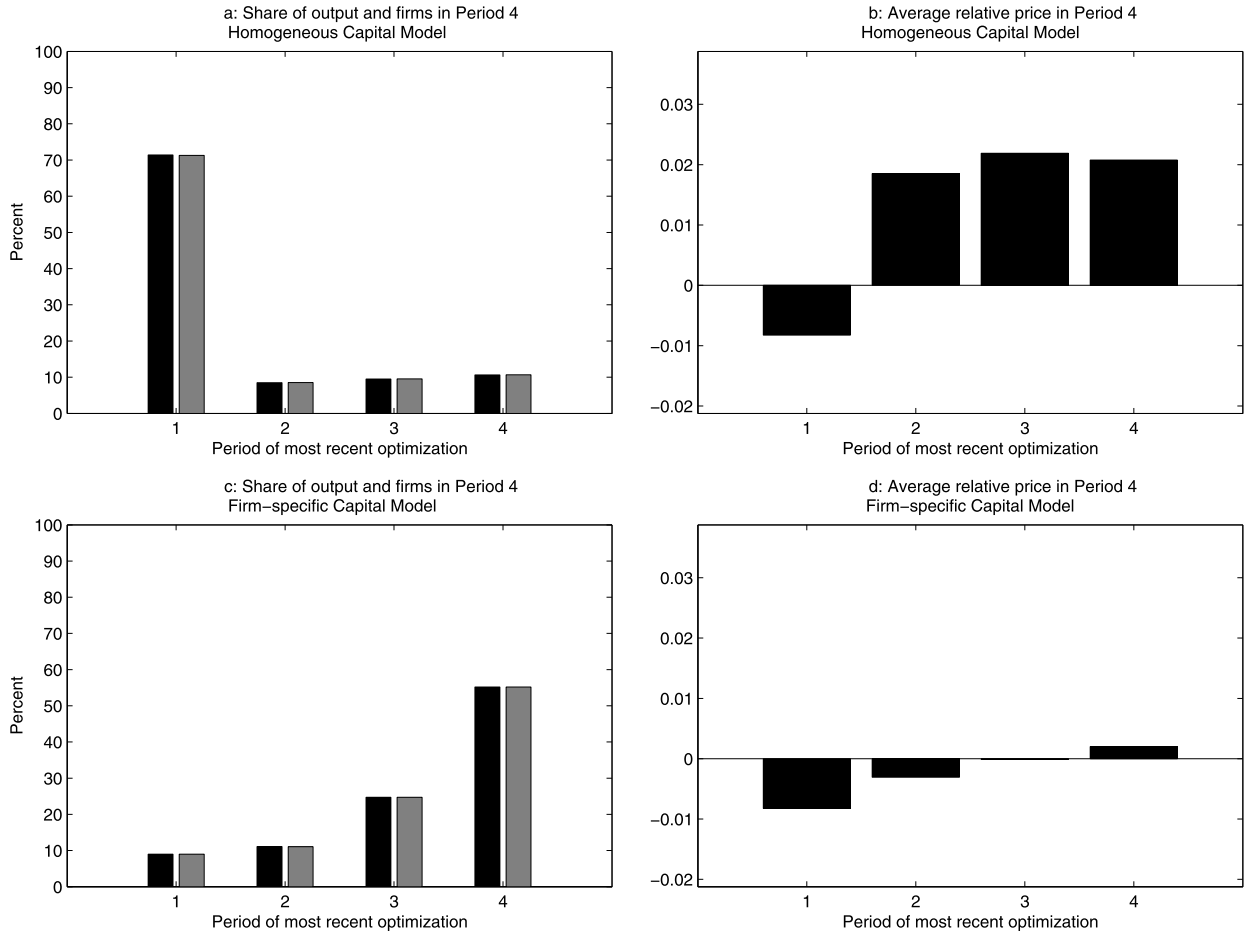 a: Share of output and firms in Period 4
Homogeneous Capital Model
100
90
80
70
60
50
40
30
20
10
0
Percent
1 2 3 4
Period of most recent optimization
b: Average relative price in Period 4
Homogeneous Capital Model
0.03
0.02
0.01
0
−0.01
−0.02
1 2 3 4
Period of most recent optimization
c: Share of output and firms in Period 4
Firm−specific Capital Model
100
90
80
70
60
50
40
30
20
10
0
Percent
1 2 3 4
Period of most recent optimization
d: Average relative price in Period 4
Firm−specific Capital Model
0.03
0.02
0.01
0
−0.01
−0.02
1 2 3 4
Period of most recent optimization